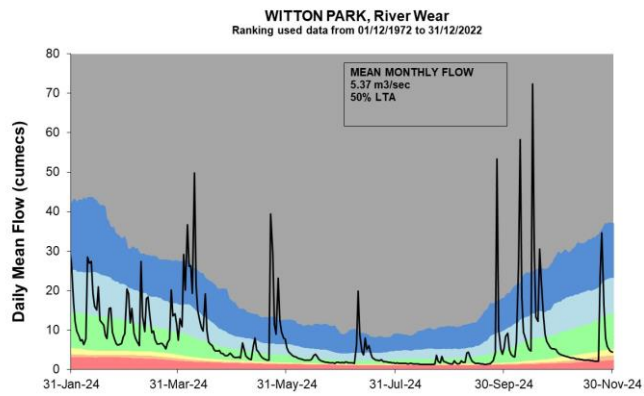 WITTON PARK, River Wear
Ranking used data from 01/12/1972 to 31/12/2022
80
70
60
50
40
30
20
10
0
Daily Mean Flow (cumecs)
MEAN MONTHLY FLOW
5.37 m3/sec
50% LTA
31-Jan-24 31-Mar-24 31-May-24 31-Jul-24 30-Sep-24 30-Nov-24